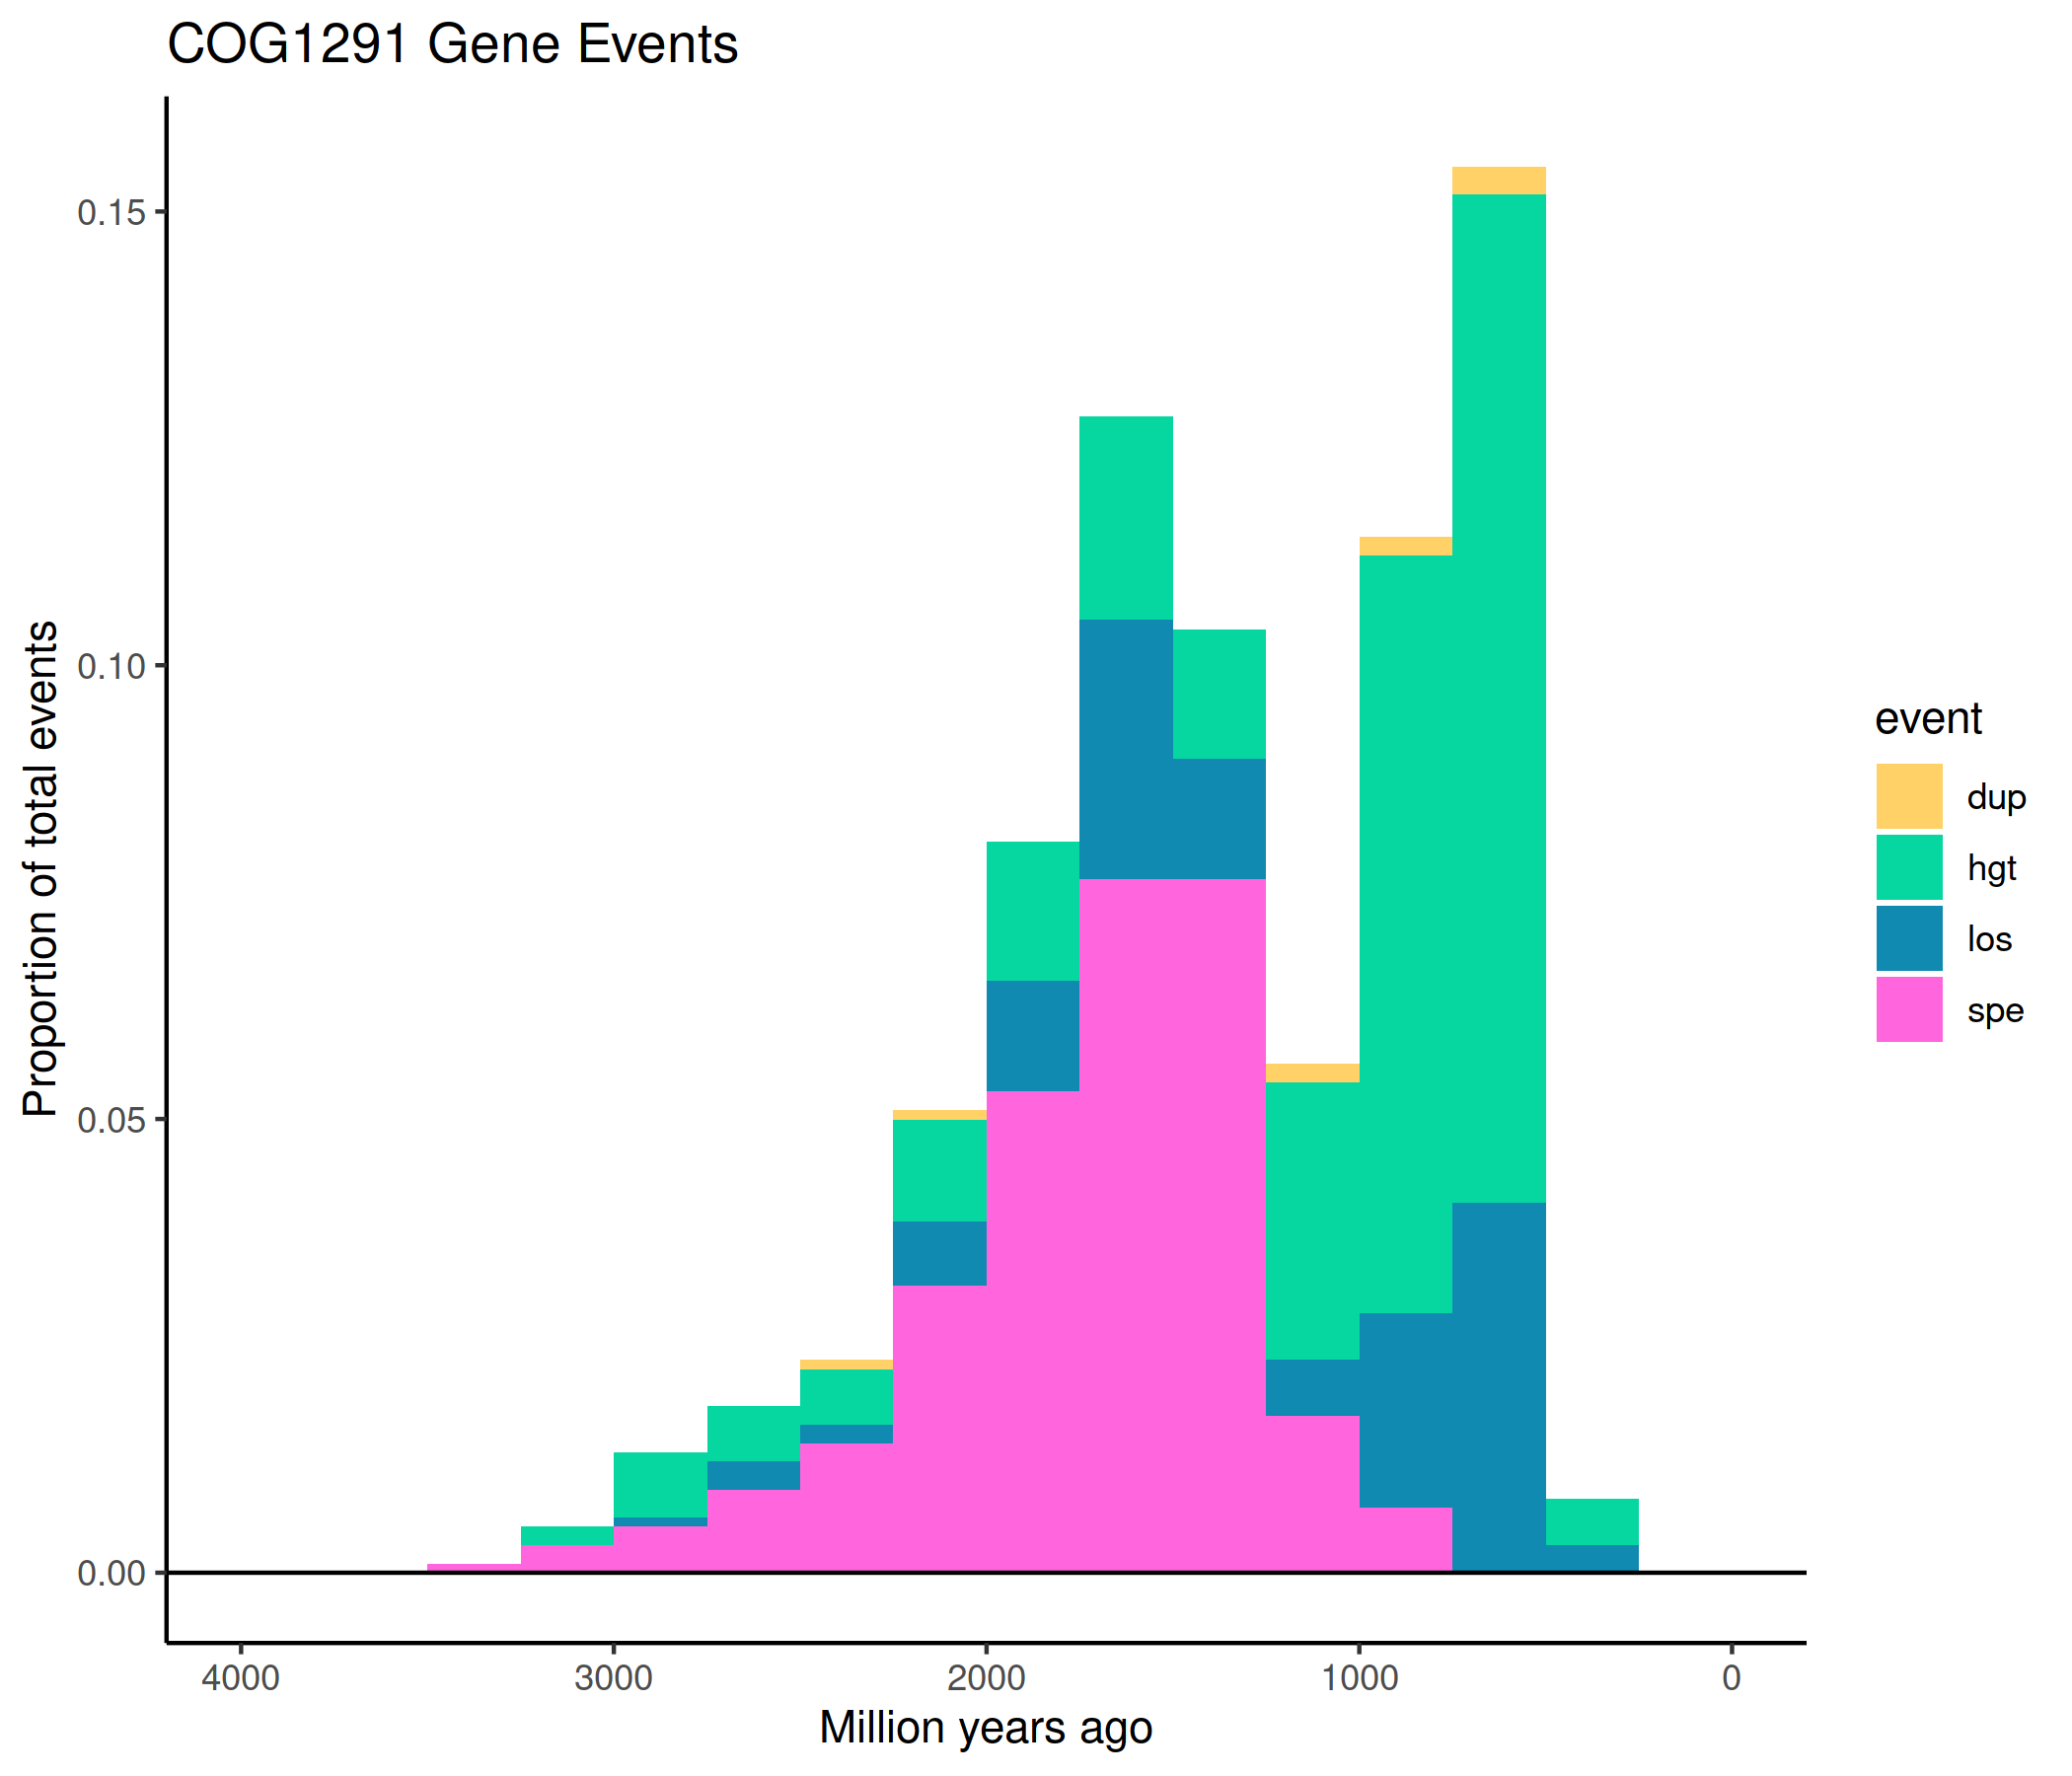 COG1291 Gene Events
Proportion of total events
0.15
0.10
0.05
0.00
4000 3000 2000 1000 0
Million years ago
event
dup
hgt
los
spe